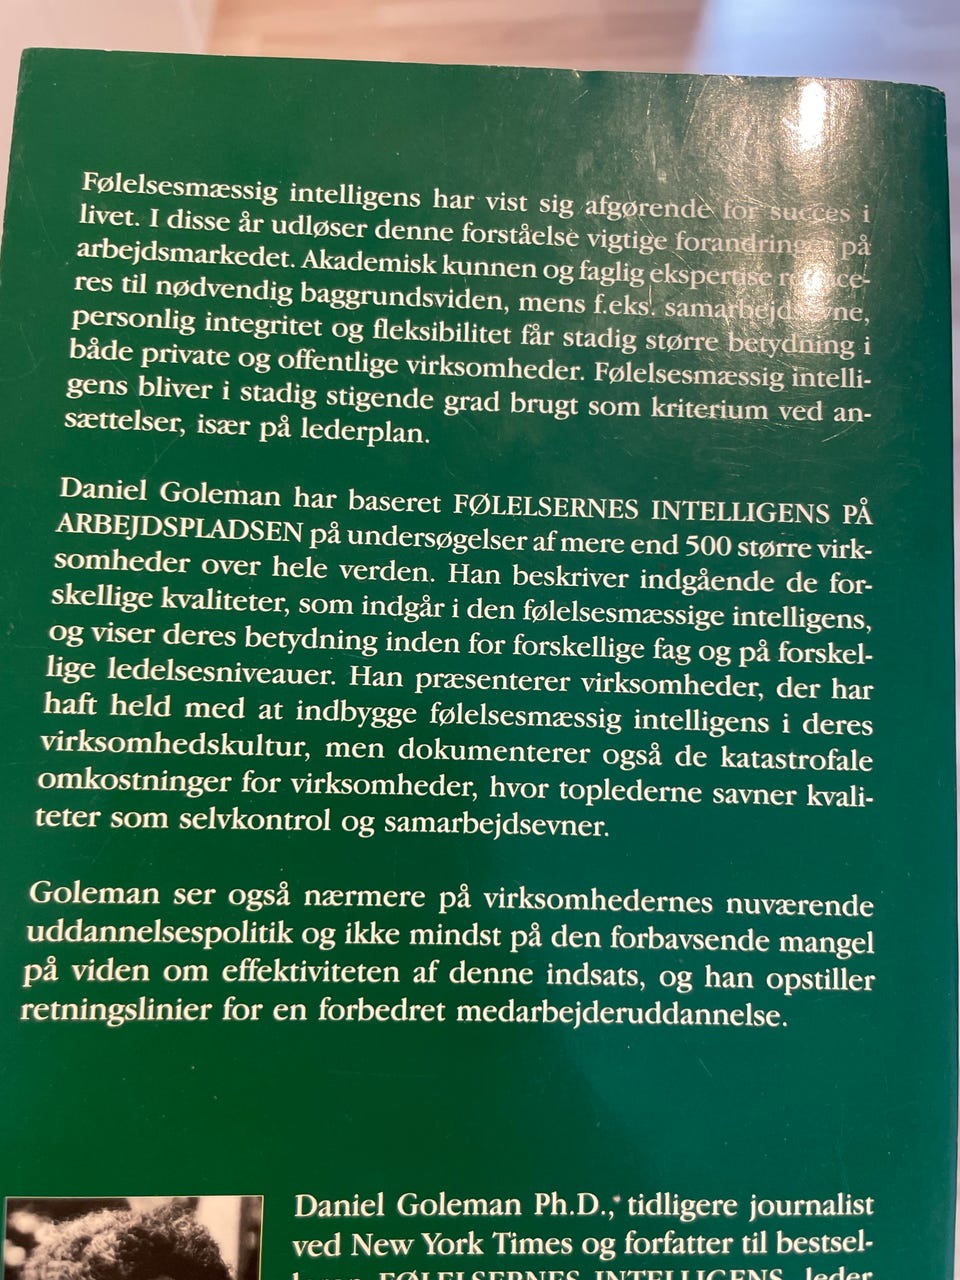 Følelsesmæssig intelligens har vist sig afgørende for succes i
livet. I disse år udløser denne forståelse vigtige forandringer på
arbejdsmarkedet. Akademisk kunnen og faglig ekspertise reduce-
res til nødvendig baggrundsviden, mens f.eks. samarbejdsevne,
personlig integritet og fleksibilitet får stadig større betydning i
både private og offentlige virksomheder. Følelsesmæssig intelli-
gens bliver i stadig stigende grad brugt som kriterium ved an-
sættelser, især på lederplan.
Daniel Goleman har baseret FØLELSERNES INTELLIGENS PÅ
ARBEJDSPLADSEN på undersøgelser af mere end 500 større virk-
somheder over hele verden. Han beskriver indgående de for-
skellige kvaliteter, som indgår i den følelsesmæssige intelligens,
og viser deres betydning inden for forskellige fag og på forskel-
lige ledelsesniveauer. Han præsenterer virksomheder, der har
haft held med at indbygge følelsesmæssig intelligens i deres
virksomhedskultur, men dokumenterer også de katastrofale
omkostninger for virksomheder, hvor toplederne savner kvali-
teter som selvkontrol og samarbejdsevner.
Goleman ser også nærmere på virksomhedernes nuværende
uddannelsespolitik og ikke mindst på den forbavsende mangel
på viden om effektiviteten af denne indsats, og han opstiller
retningslinier for en forbedret medarbejderuddannelse.
Daniel Goleman Ph.D., tidligere journalist
ved New York Times og forfatter til bestsel-
leren FØLELSERNES INTELLIGENS, leder